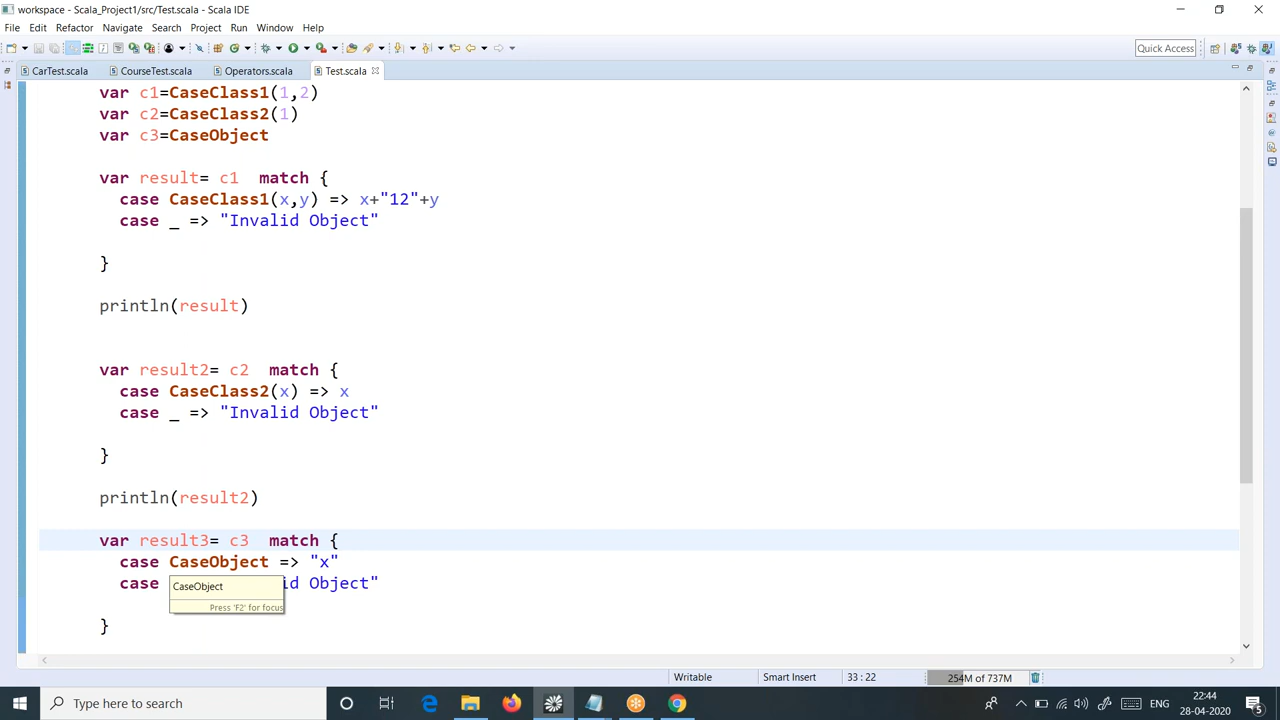 workspace - Scala_Project1/src/Test.scala - Scala IDE
File Edit Refactor Navigate Search Project Run Window Help
Quick Access
CarTest.scala CourseTest.scala Operators.scala Test.scala
var c1=CaseClass1(1,2)
var c2=CaseClass2(1)
var c3=CaseObject
var result= c1  match {
case CaseClass1(x,y) => x+"12"+y
case _ => "Invalid Object"
}
println(result)
var result2= c2  match {
case CaseClass2(x) => x
case _ => "Invalid Object"
}
println(result2)
var result3= c3  match {
case CaseObject => "x"
case id Object"
CaseObject
Press 'F2' for focus
}
Writable Smart Insert 33 : 22 254M of 737M
Type here to search
ENG
22:44
28-04-2020
5